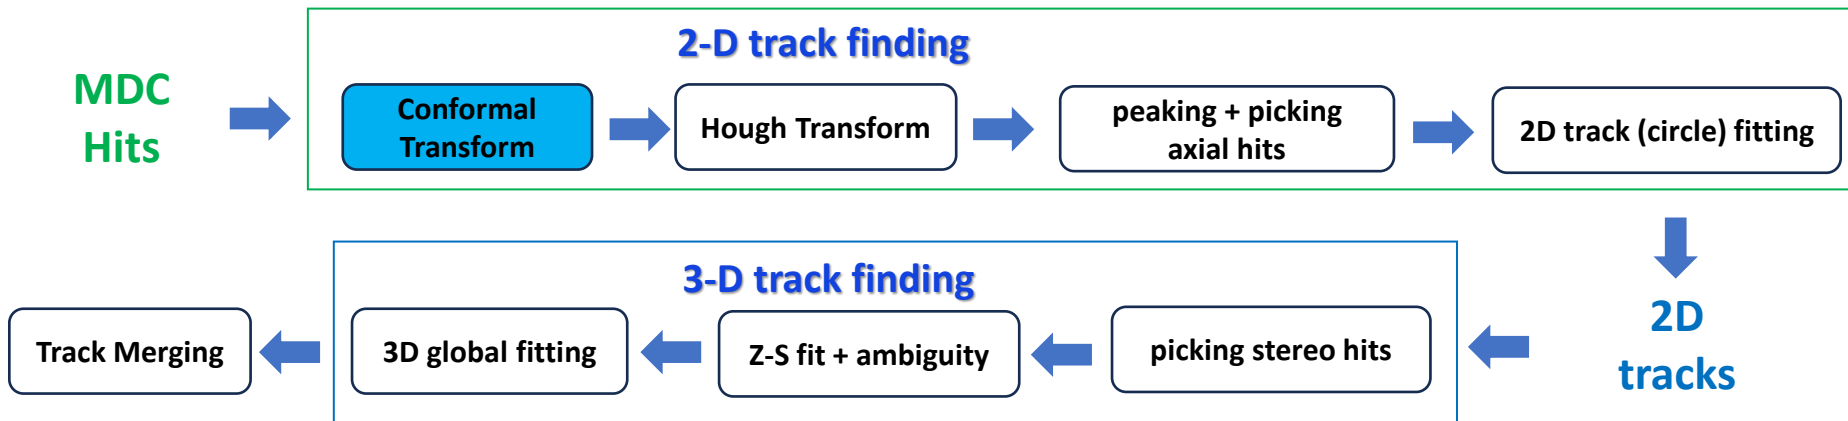 2-D track finding
MDC
Hits
Conformal
Transform
Hough Transform
peaking + picking
axial hits
2D track (circle) fitting
3-D track finding
Track Merging
3D global fitting
Z-S fit + ambiguity
picking stereo hits
2D
tracks